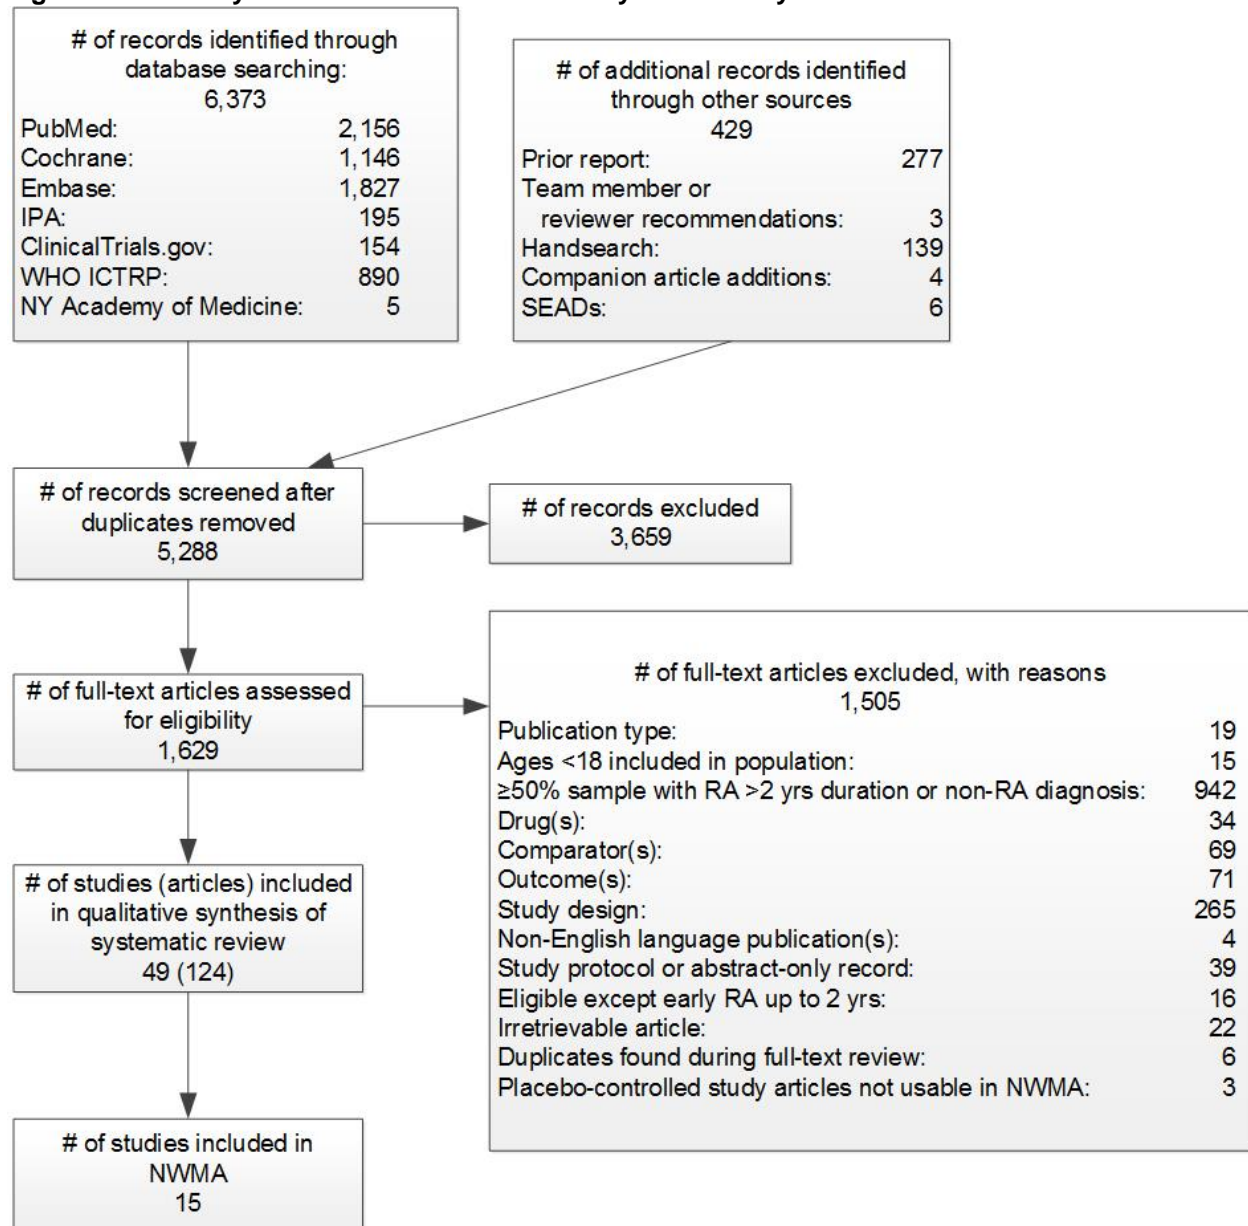 # of records identified through
database searching:
6,373
PubMed: 2,156
Cochrane: 1,146
Embase: 1,827
IPA: 195
ClinicalTrials.gov: 154
WHO ICTRP: 890
NY Academy of Medicine: 5
# of additional records identified
through other sources
429
Prior report: 277
Team member or
reviewer recommendations: 3
Handsearch: 139
Companion article additions: 4
SEADs: 6
# of records screened after
duplicates removed
5,288
# of records excluded
3,659
# of full-text articles assessed
for eligibility
1,629
# of full-text articles excluded, with reasons
1,505
Publication type: 19
Ages <18 included in population: 15
≥50% sample with RA >2 yrs duration or non-RA diagnosis: 942
Drug(s): 34
Comparator(s): 69
Outcome(s): 71
Study design: 265
Non-English language publication(s): 4
Study protocol or abstract-only record: 39
Eligible except early RA up to 2 yrs: 16
Irretrievable article: 22
Duplicates found during full-text review: 6
Placebo-controlled study articles not usable in NWMA: 3
# of studies (articles) included
in qualitative synthesis of
systematic review
49 (124)
# of studies included in
NWMA
15